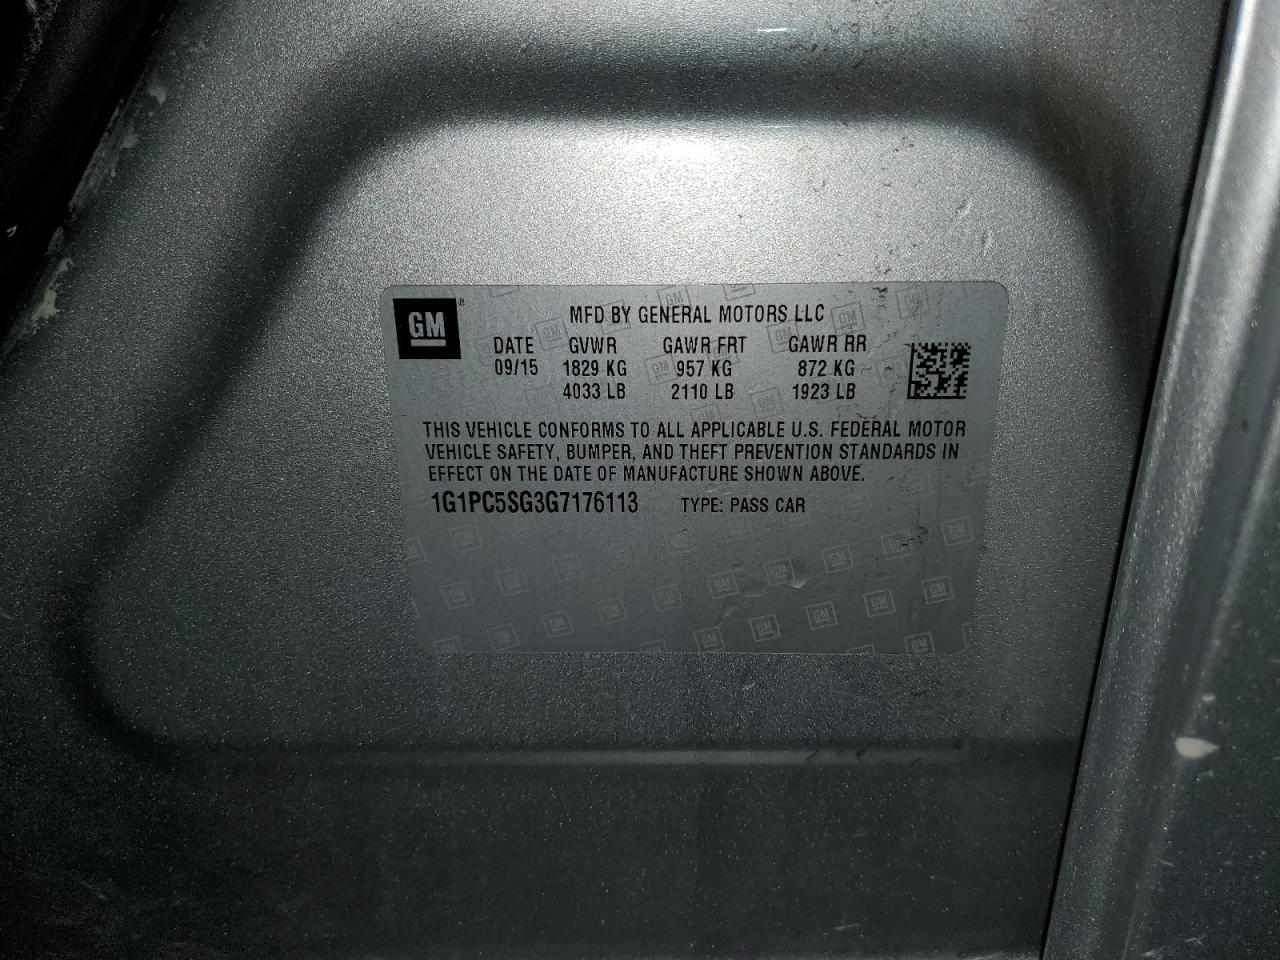 GM
MFD BY GENERAL MOTORS LLC
DATE GVWR GAWR FRT GAWR RR
09/15 1829 KG 957 KG 872 KG
4033 LB 2110 LB 1923 LB
THIS VEHICLE CONFORMS TO ALL APPLICABLE U.S. FEDERAL MOTOR
VEHICLE SAFETY, BUMPER, AND THEFT PREVENTION STANDARDS IN
EFFECT ON THE DATE OF MANUFACTURE SHOWN ABOVE.
1G1PC5SG3G7176113 TYPE: PASS CAR